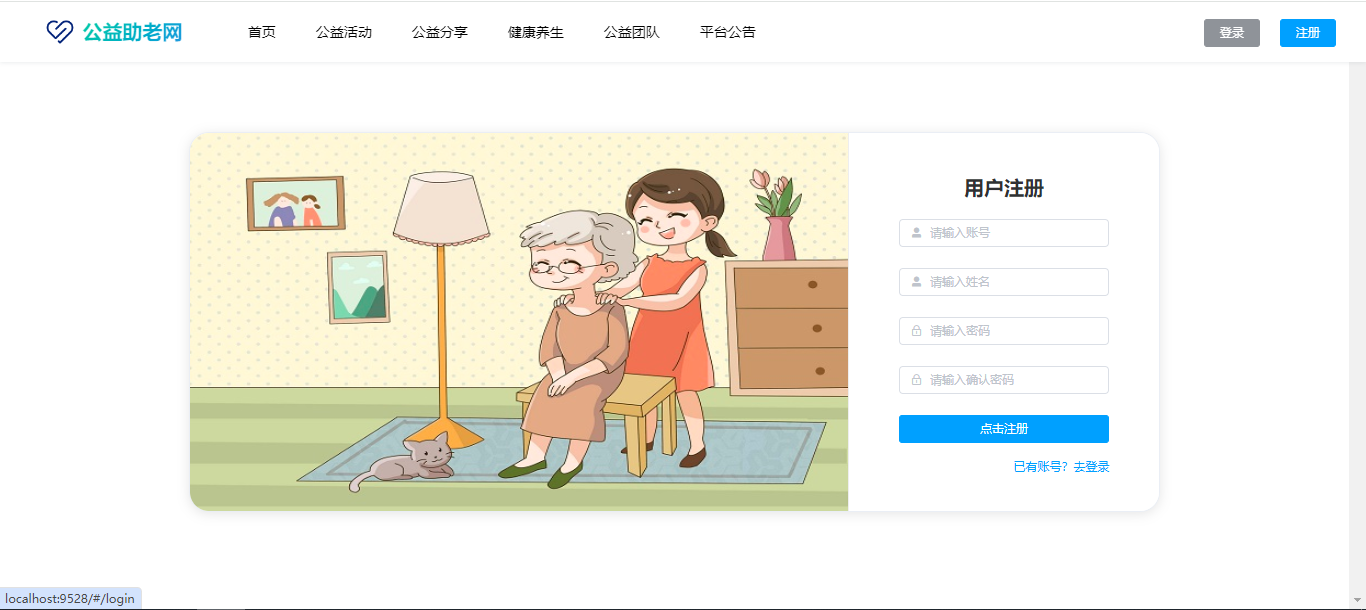 公益助老网 首页 公益活动 公益分享 健康养生 公益团队 平台公告 登录 注册
用户注册
请输入账号
请输入姓名
请输入密码
请输入确认密码
点击注册
已有账号？去登录
localhost:9528/#/login